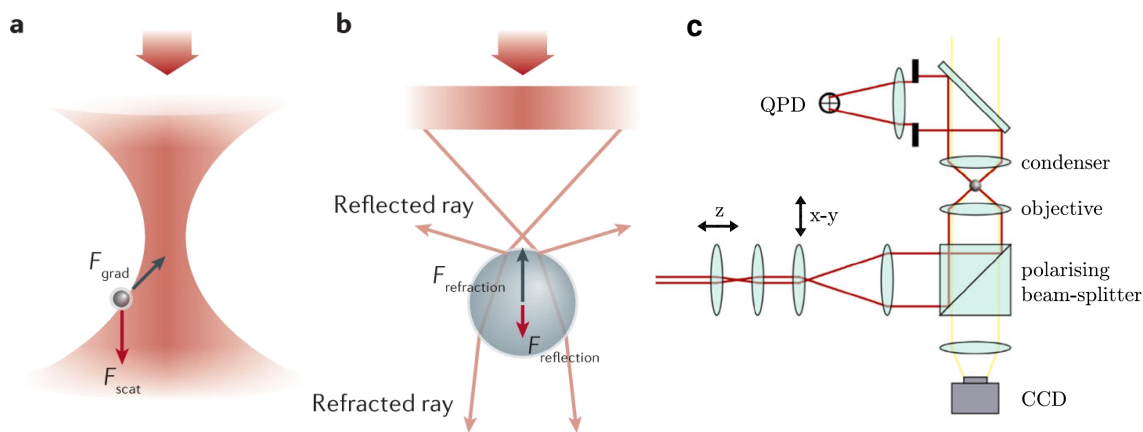 a
F grad
F scat
b
Reflected ray
F refraction
F reflection
Refracted ray
c
QPD
condenser
z
x-y
objective
polarising
beam-splitter
CCD